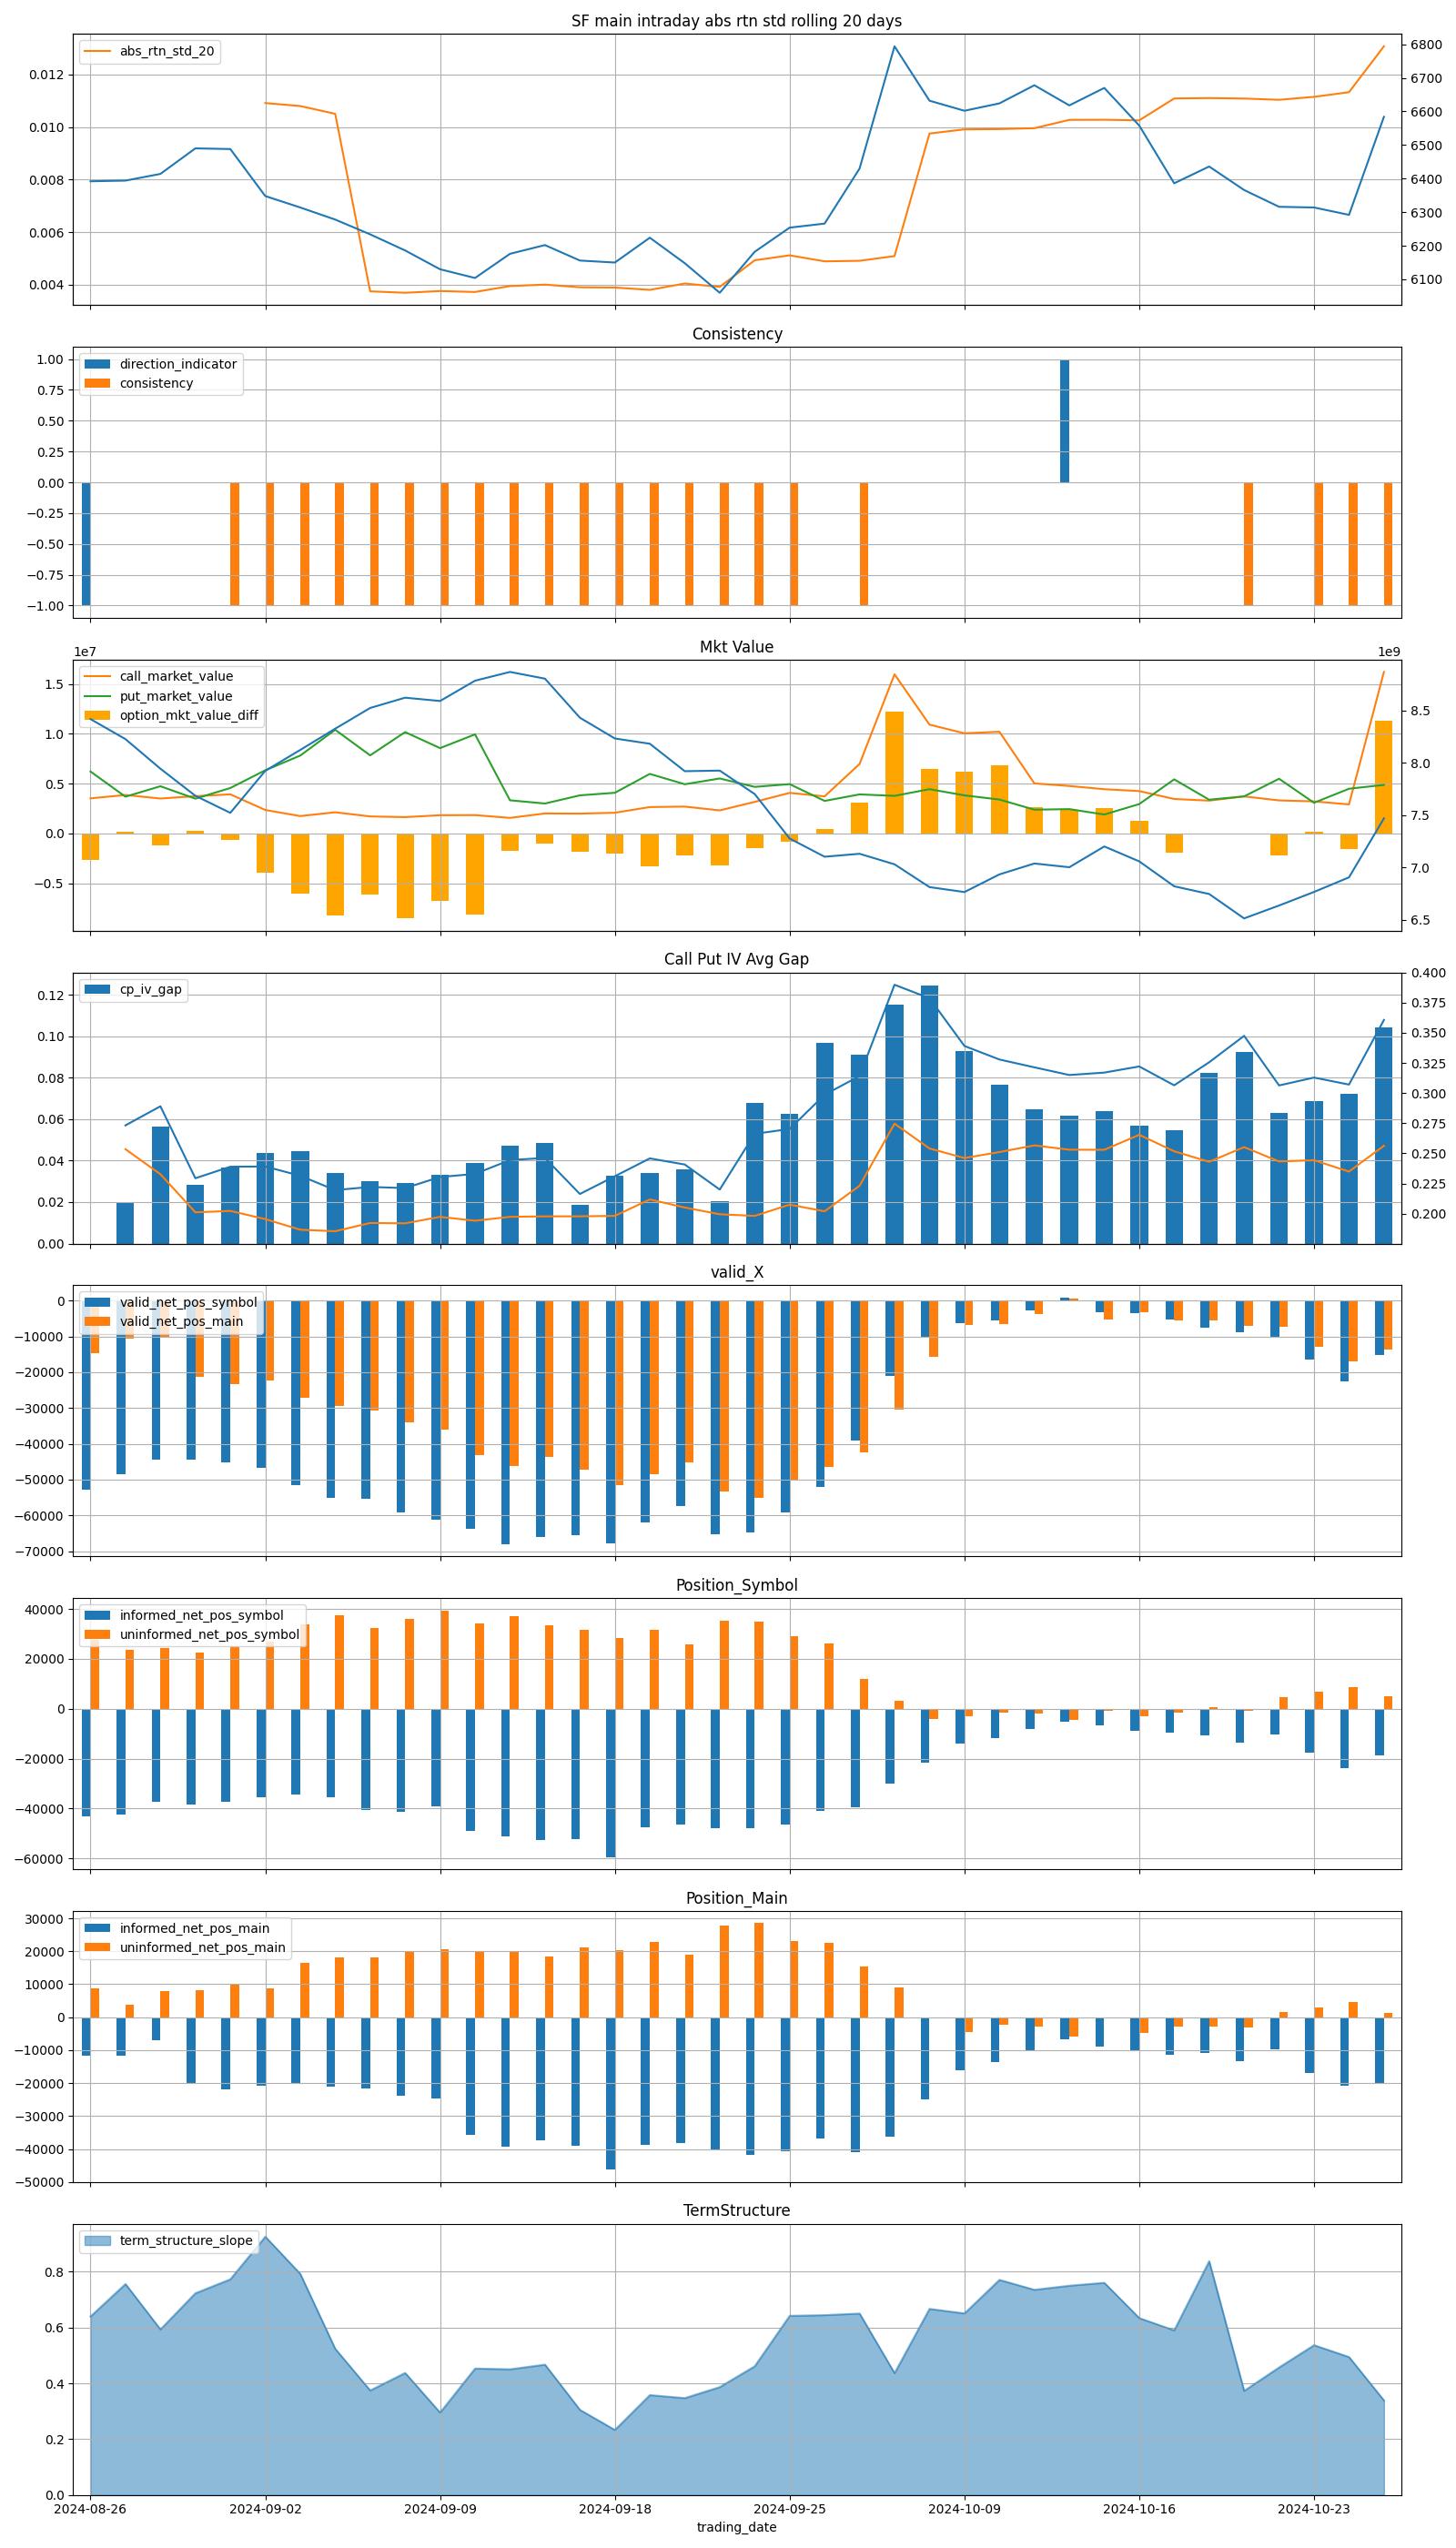 SF main intraday abs rtn std rolling 20 days
abs_rtn_std_20
0.012
0.010
0.008
0.006
0.004
6800
6700
6600
6500
6400
6300
6200
6100
Consistency
direction_indicator
consistency
1.00
0.75
0.50
0.25
0.00
−0.25
−0.50
−0.75
−1.00
Mkt Value
1e7
1e9
call_market_value
put_market_value
option_mkt_value_diff
1.5
1.0
0.5
0.0
−0.5
8.5
8.0
7.5
7.0
6.5
Call Put IV Avg Gap
cp_iv_gap
0.12
0.10
0.08
0.06
0.04
0.02
0.00
0.400
0.375
0.350
0.325
0.300
0.275
0.250
0.225
0.200
valid_X
valid_net_pos_symbol
valid_net_pos_main
0
−10000
−20000
−30000
−40000
−50000
−60000
−70000
Position_Symbol
informed_net_pos_symbol
uninformed_net_pos_symbol
40000
20000
0
−20000
−40000
−60000
Position_Main
informed_net_pos_main
uninformed_net_pos_main
30000
20000
10000
0
−10000
−20000
−30000
−40000
−50000
TermStructure
term_structure_slope
0.8
0.6
0.4
0.2
0.0
2024-08-26 2024-09-02 2024-09-09 2024-09-18 2024-09-25 2024-10-09 2024-10-16 2024-10-23
trading_date